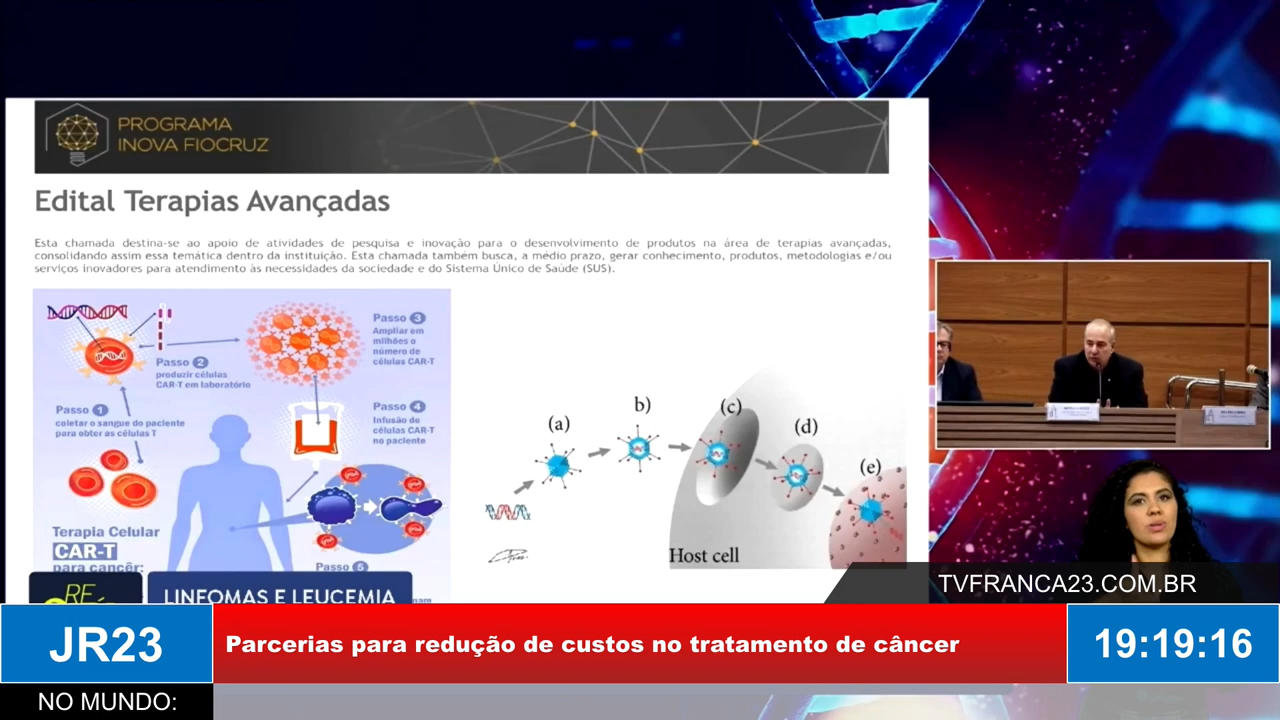 PROGRAMA
INOVA FIOCRUZ
Edital Terapias Avançadas
Esta chamada destina-se ao apoio de atividades de pesquisa e inovação para o desenvolvimento de produtos na área de terapias avançadas,
consolidando assim essa temática dentro da instituição. Esta chamada também busca, a médio prazo, gerar conhecimento, produtos, metodologias e/ou
serviços inovadores para atendimento às necessidades da sociedade e do Sistema Único de Saúde (SUS).
Passo 3
Ampliar em
milhões o
número de
células CAR-T
Passo 2
produzir células
CAR-T em laboratório
Passo 1
coletar o sangue do paciente
para obter as células T
Passo 4
Infusão de
células CAR-T
no paciente
Terapia Celular
CAR-T
para cancêr:
Passo 5
(a)
b)
(c)
(d)
(e)
Host cell
RE
LINFOMAS E LEUCEMIA
TVFRANCA23.COM.BR
JR23
Parcerias para redução de custos no tratamento de câncer
19:19:16
NO MUNDO: